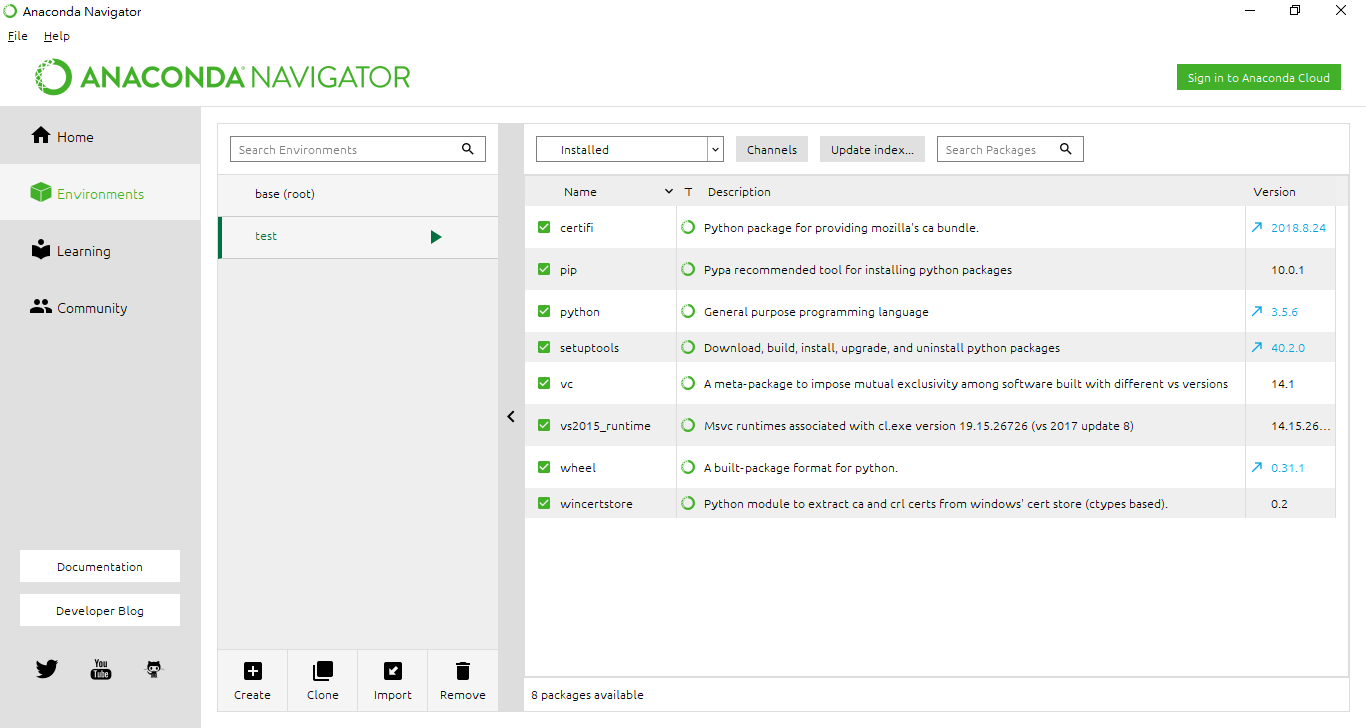 Anaconda Navigator
File Help
ANACONDA NAVIGATOR
Sign in to Anaconda Cloud
Home
Environments
Learning
Community
Documentation
Developer Blog
You Tube
Search Environments
base (root)
test
Create Clone Import Remove
Installed Channels Update index... Search Packages
Name T Description Version
certifi Python package for providing mozilla's ca bundle. 2018.8.24
pip Pypa recommended tool for installing python packages 10.0.1
python General purpose programming language 3.5.6
setuptools Download, build, install, upgrade, and uninstall python packages 40.2.0
vc A meta-package to impose mutual exclusivity among software built with different vs versions 14.1
vs2015_runtime Msvc runtimes associated with cl.exe version 19.15.26726 (vs 2017 update 8) 14.15.26...
wheel A built-package format for python. 0.31.1
wincertstore Python module to extract ca and crl certs from windows' cert store (ctypes based). 0.2
8 packages available